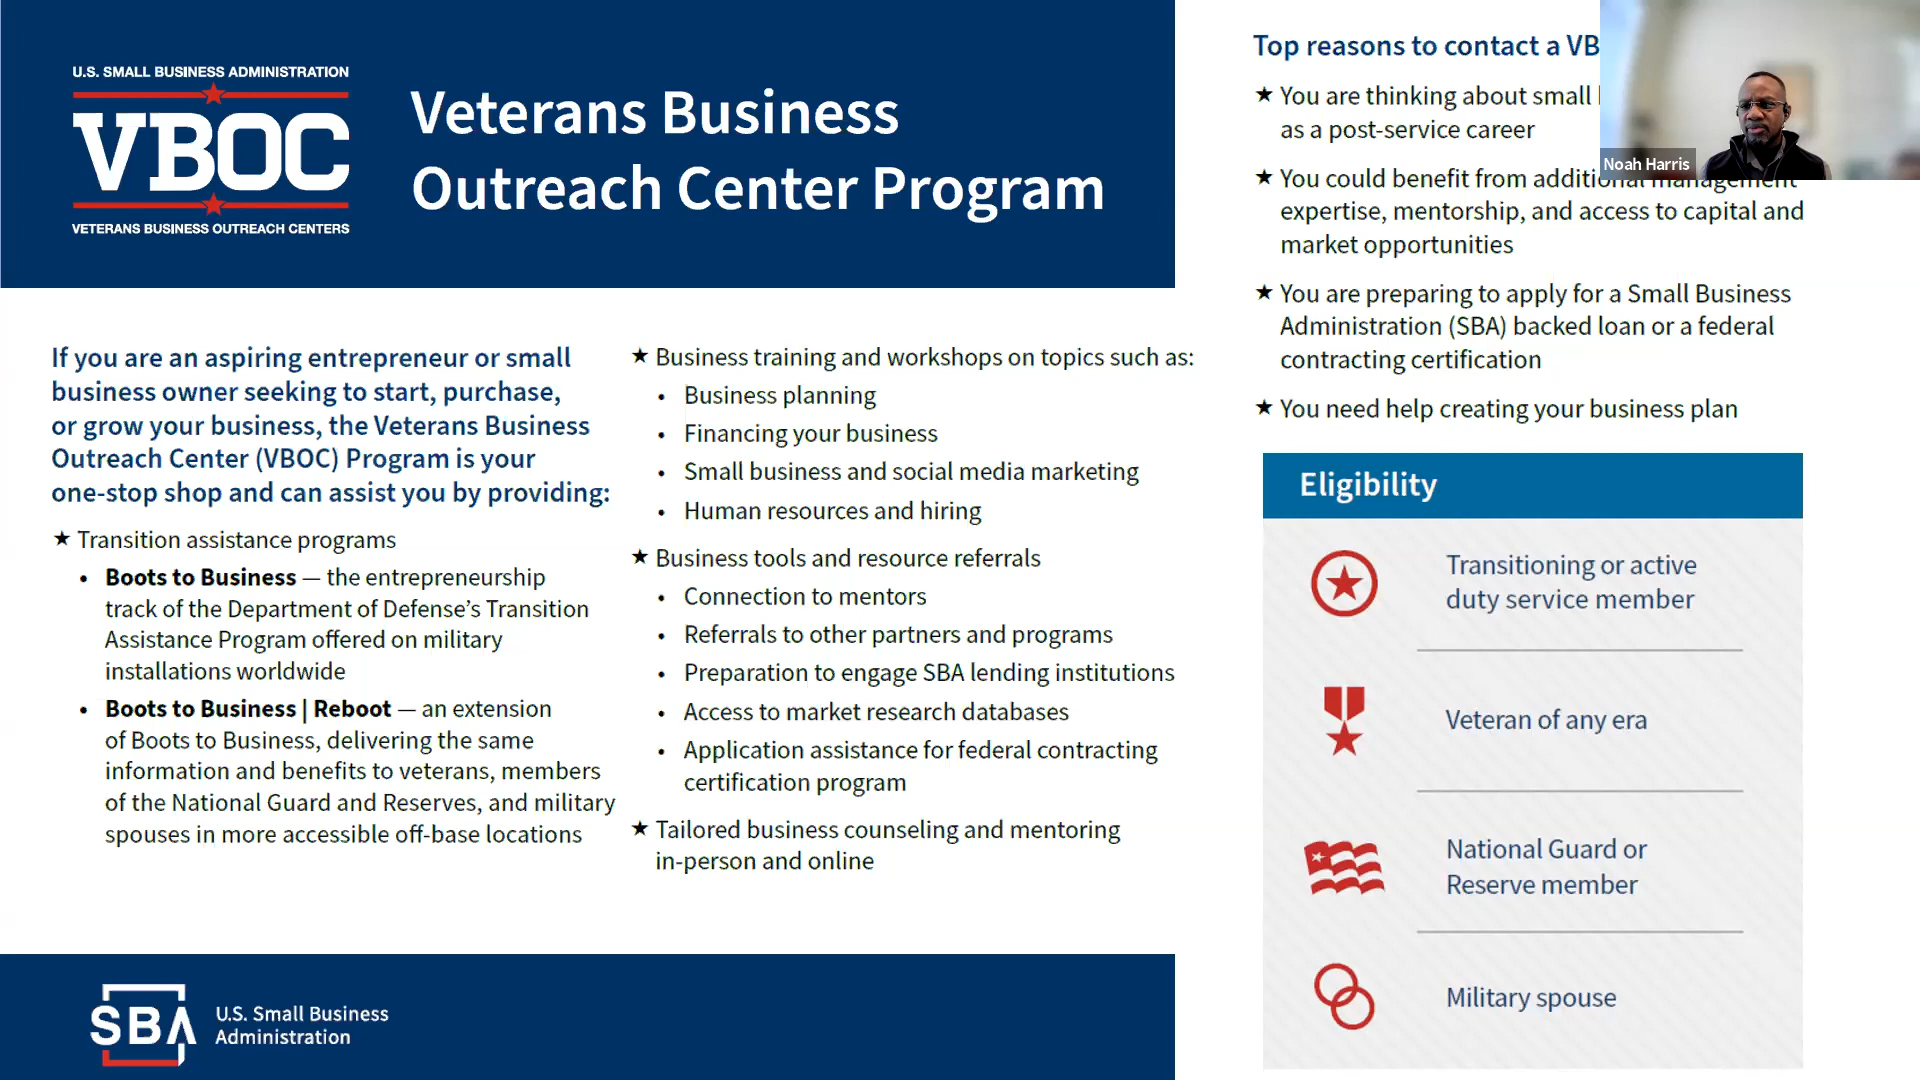 U.S. SMALL BUSINESS ADMINISTRATION
VBOC
VETERANS BUSINESS OUTREACH CENTERS
Veterans Business
Outreach Center Program
If you are an aspiring entrepreneur or small
business owner seeking to start, purchase,
or grow your business, the Veterans Business
Outreach Center (VBOC) Program is your
one-stop shop and can assist you by providing:
★ Transition assistance programs
• Boots to Business — the entrepreneurship
track of the Department of Defense’s Transition
Assistance Program offered on military
installations worldwide
• Boots to Business | Reboot — an extension
of Boots to Business, delivering the same
information and benefits to veterans, members
of the National Guard and Reserves, and military
spouses in more accessible off-base locations
★ Business training and workshops on topics such as:
• Business planning
• Financing your business
• Small business and social media marketing
• Human resources and hiring
★ Business tools and resource referrals
• Connection to mentors
• Referrals to other partners and programs
• Preparation to engage SBA lending institutions
• Access to market research databases
• Application assistance for federal contracting
certification program
★ Tailored business counseling and mentoring
in-person and online
Top reasons to contact a VB
★ You are thinking about small
as a post-service career
★ You could benefit from additional management
expertise, mentorship, and access to capital and
market opportunities
★ You are preparing to apply for a Small Business
Administration (SBA) backed loan or a federal
contracting certification
★ You need help creating your business plan
Noah Harris
Eligibility
Transitioning or active
duty service member
Veteran of any era
National Guard or
Reserve member
Military spouse
SBA
U.S. Small Business
Administration